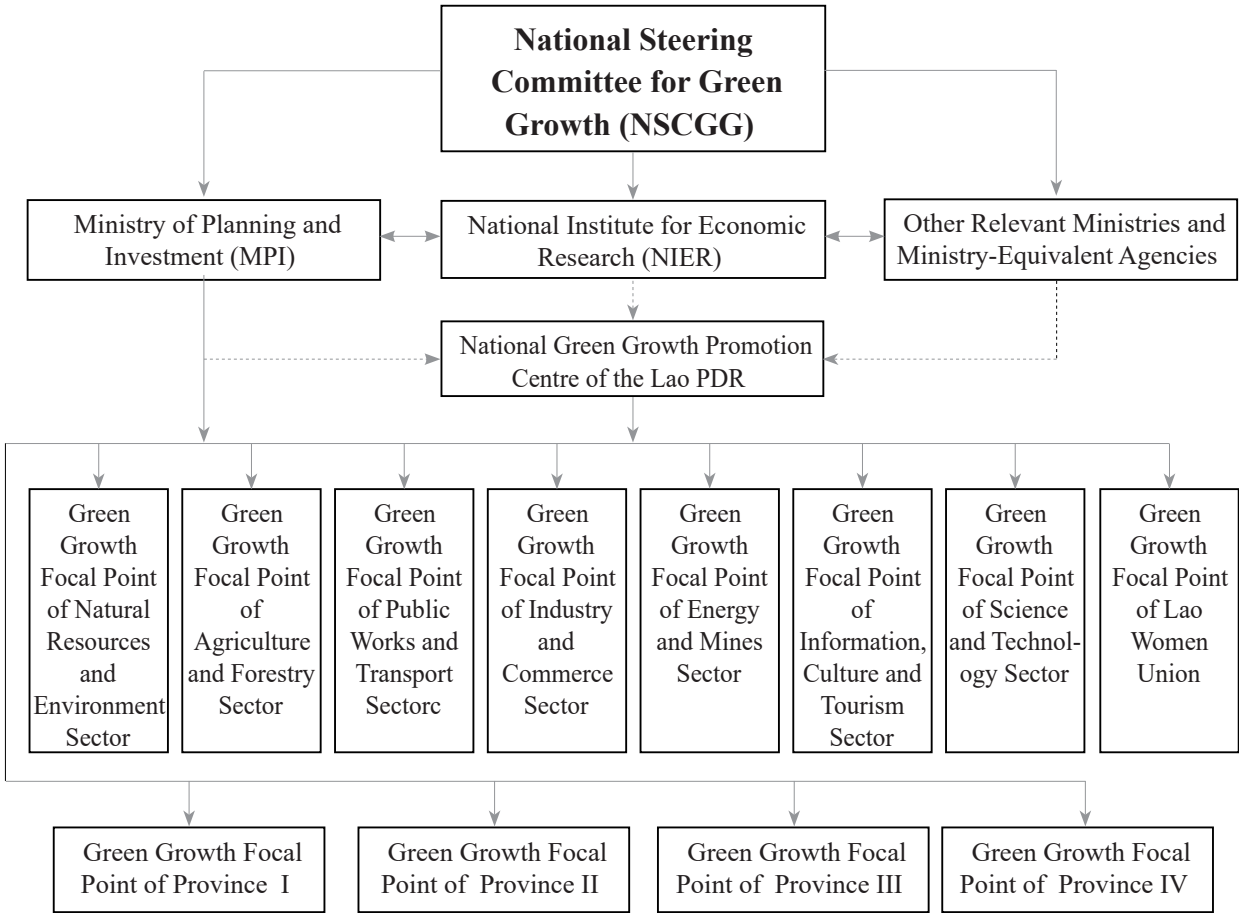 National Steering
Committee for Green
Growth (NSCGG)
Ministry of Planning and
Investment (MPI)
National Institute for Economic
Research (NIER)
Other Relevant Ministries and
Ministry-Equivalent Agencies
National Green Growth Promotion
Centre of the Lao PDR
Green
Growth
Focal Point
of Natural
Resources
and
Environment
Sector
Green
Growth
Focal Point
of
Agriculture
and Forestry
Sector
Green
Growth
Focal Point
of Public
Works and
Transport
Sectorc
Green
Growth
Focal Point
of Industry
and
Commerce
Sector
Green
Growth
Focal Point
of Energy
and Mines
Sector
Green
Growth
Focal Point
of
Information,
Culture and
Tourism
Sector
Green
Growth
Focal Point
of Science
and Technol-
ogy Sector
Green
Growth
Focal Point
of Lao
Women
Union
Green Growth Focal
Point of Province I
Green Growth Focal
Point of Province II
Green Growth Focal
Point of Province III
Green Growth Focal
Point of Province IV